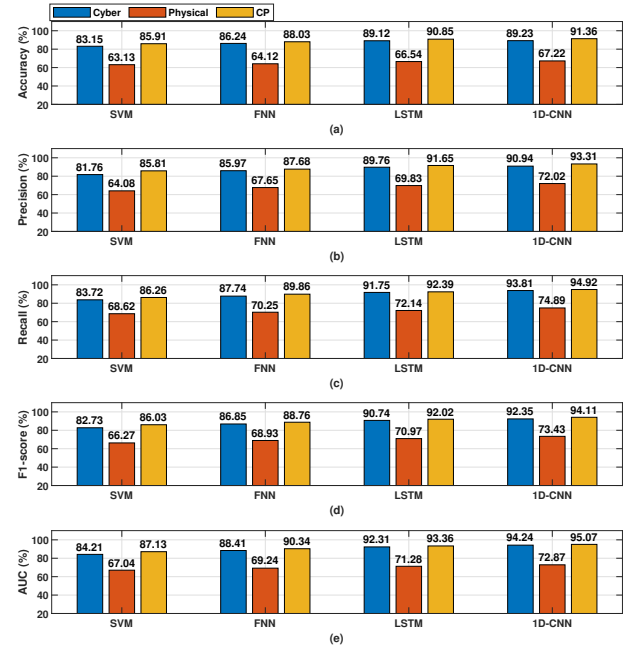 Cyber Physical CP
100
80
60
40
20
Accuracy (%)
83.15 63.13 85.91 86.24 64.12 88.03 89.12 66.54 90.85 89.23 67.22 91.36
SVM FNN LSTM 1D-CNN
(a)
100
80
60
40
20
Precision (%)
81.76 64.08 85.81 85.97 67.65 87.68 89.76 69.83 91.65 90.94 72.02 93.31
SVM FNN LSTM 1D-CNN
(b)
100
80
60
40
20
Recall (%)
83.72 68.62 86.26 87.74 70.25 89.86 91.75 72.14 92.39 93.81 74.89 94.92
SVM FNN LSTM 1D-CNN
(c)
100
80
60
40
20
F1-score (%)
82.73 66.27 86.03 86.85 68.93 88.76 90.74 70.97 92.02 92.35 73.43 94.11
SVM FNN LSTM 1D-CNN
(d)
100
80
60
40
20
AUC (%)
84.21 67.04 87.13 88.41 69.24 90.34 92.31 71.28 93.36 94.24 72.87 95.07
SVM FNN LSTM 1D-CNN
(e)